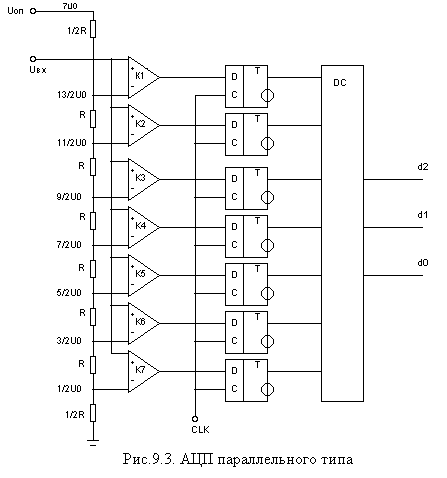 Uоп 7U0
1/2R
Uвх
K1 D T
13/2U0 C DC
R
K2 D T
11/2U0 C
R
K3 D T d2
9/2U0 C
R
K4 D T d1
7/2U0 C
R
K5 D T d0
5/2U0 C
R
K6 D T
3/2U0 C
R
K7 D T
1/2U0 C
1/2R
CLK
Рис.9.3. АЦП параллельного типа